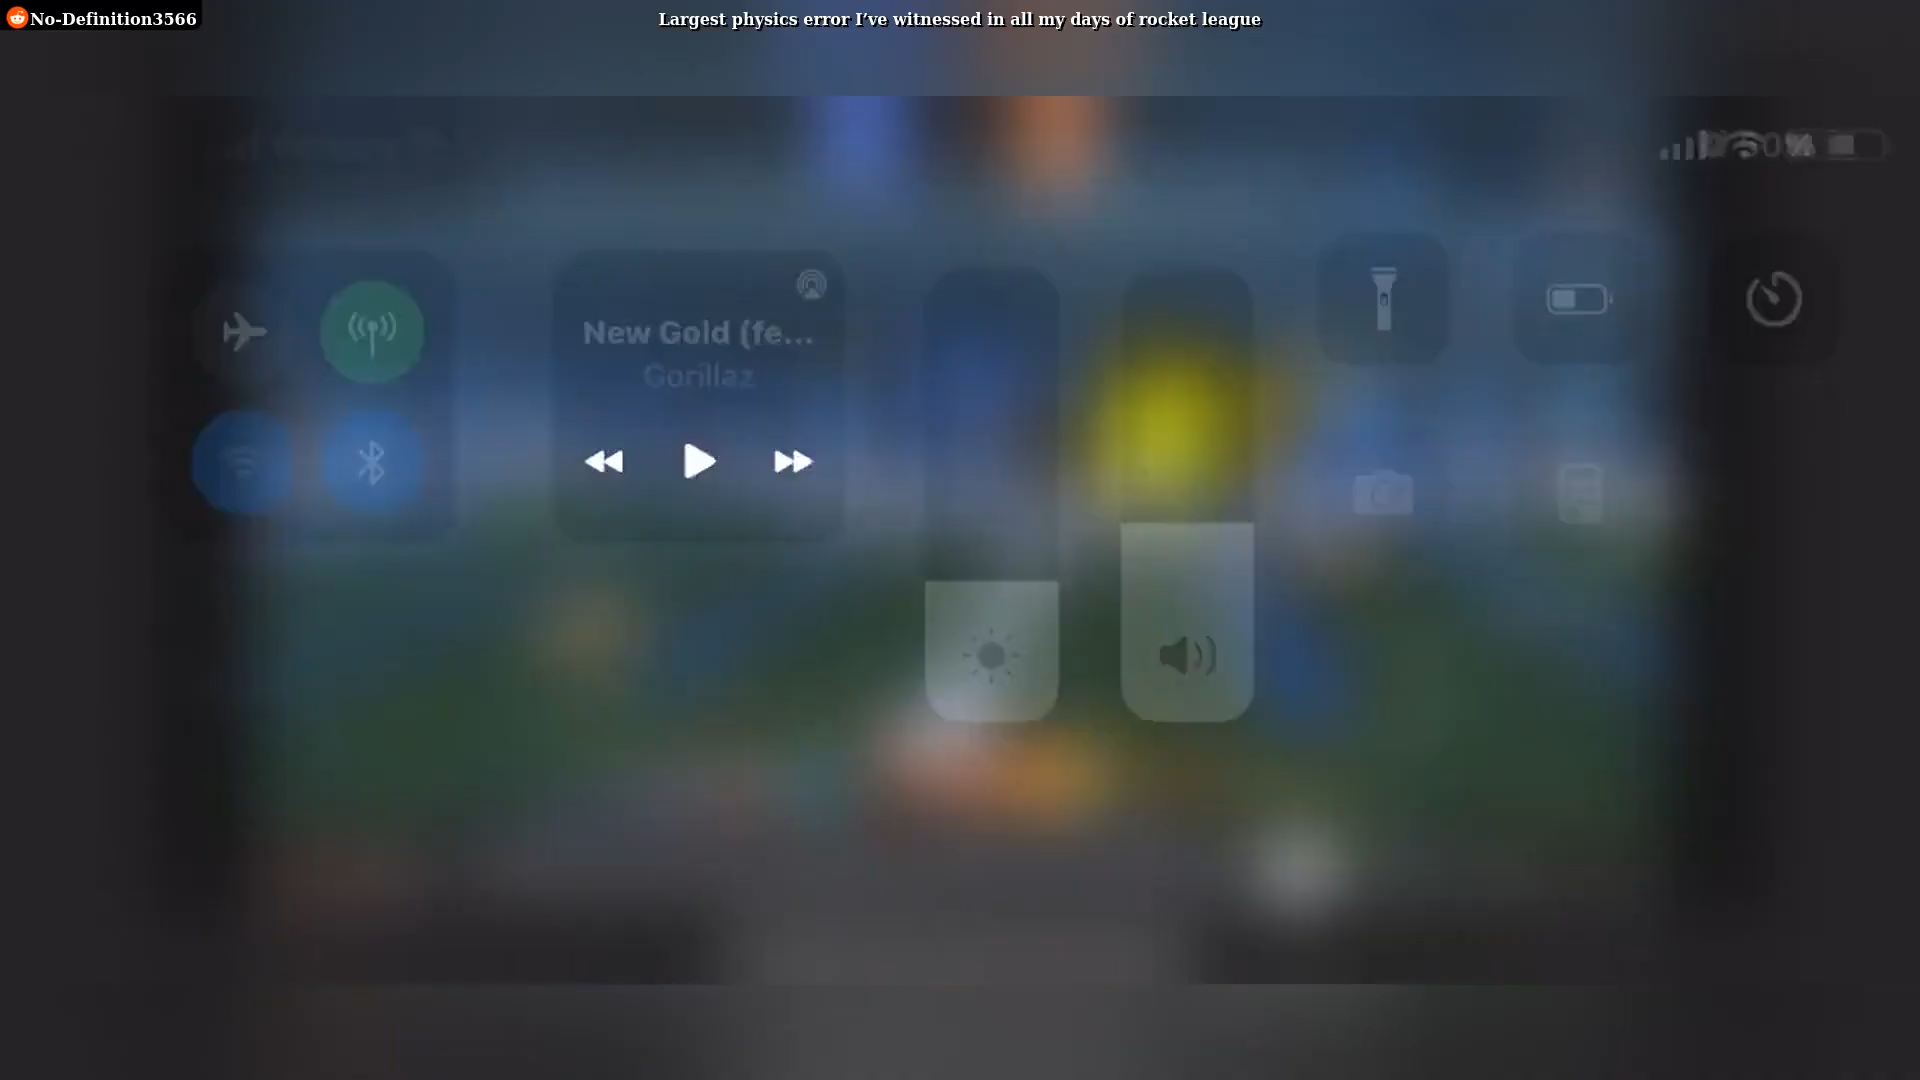 No-Definition3566
Largest physics error I’ve witnessed in all my days of rocket league
New Gold (fe...
Gorillaz